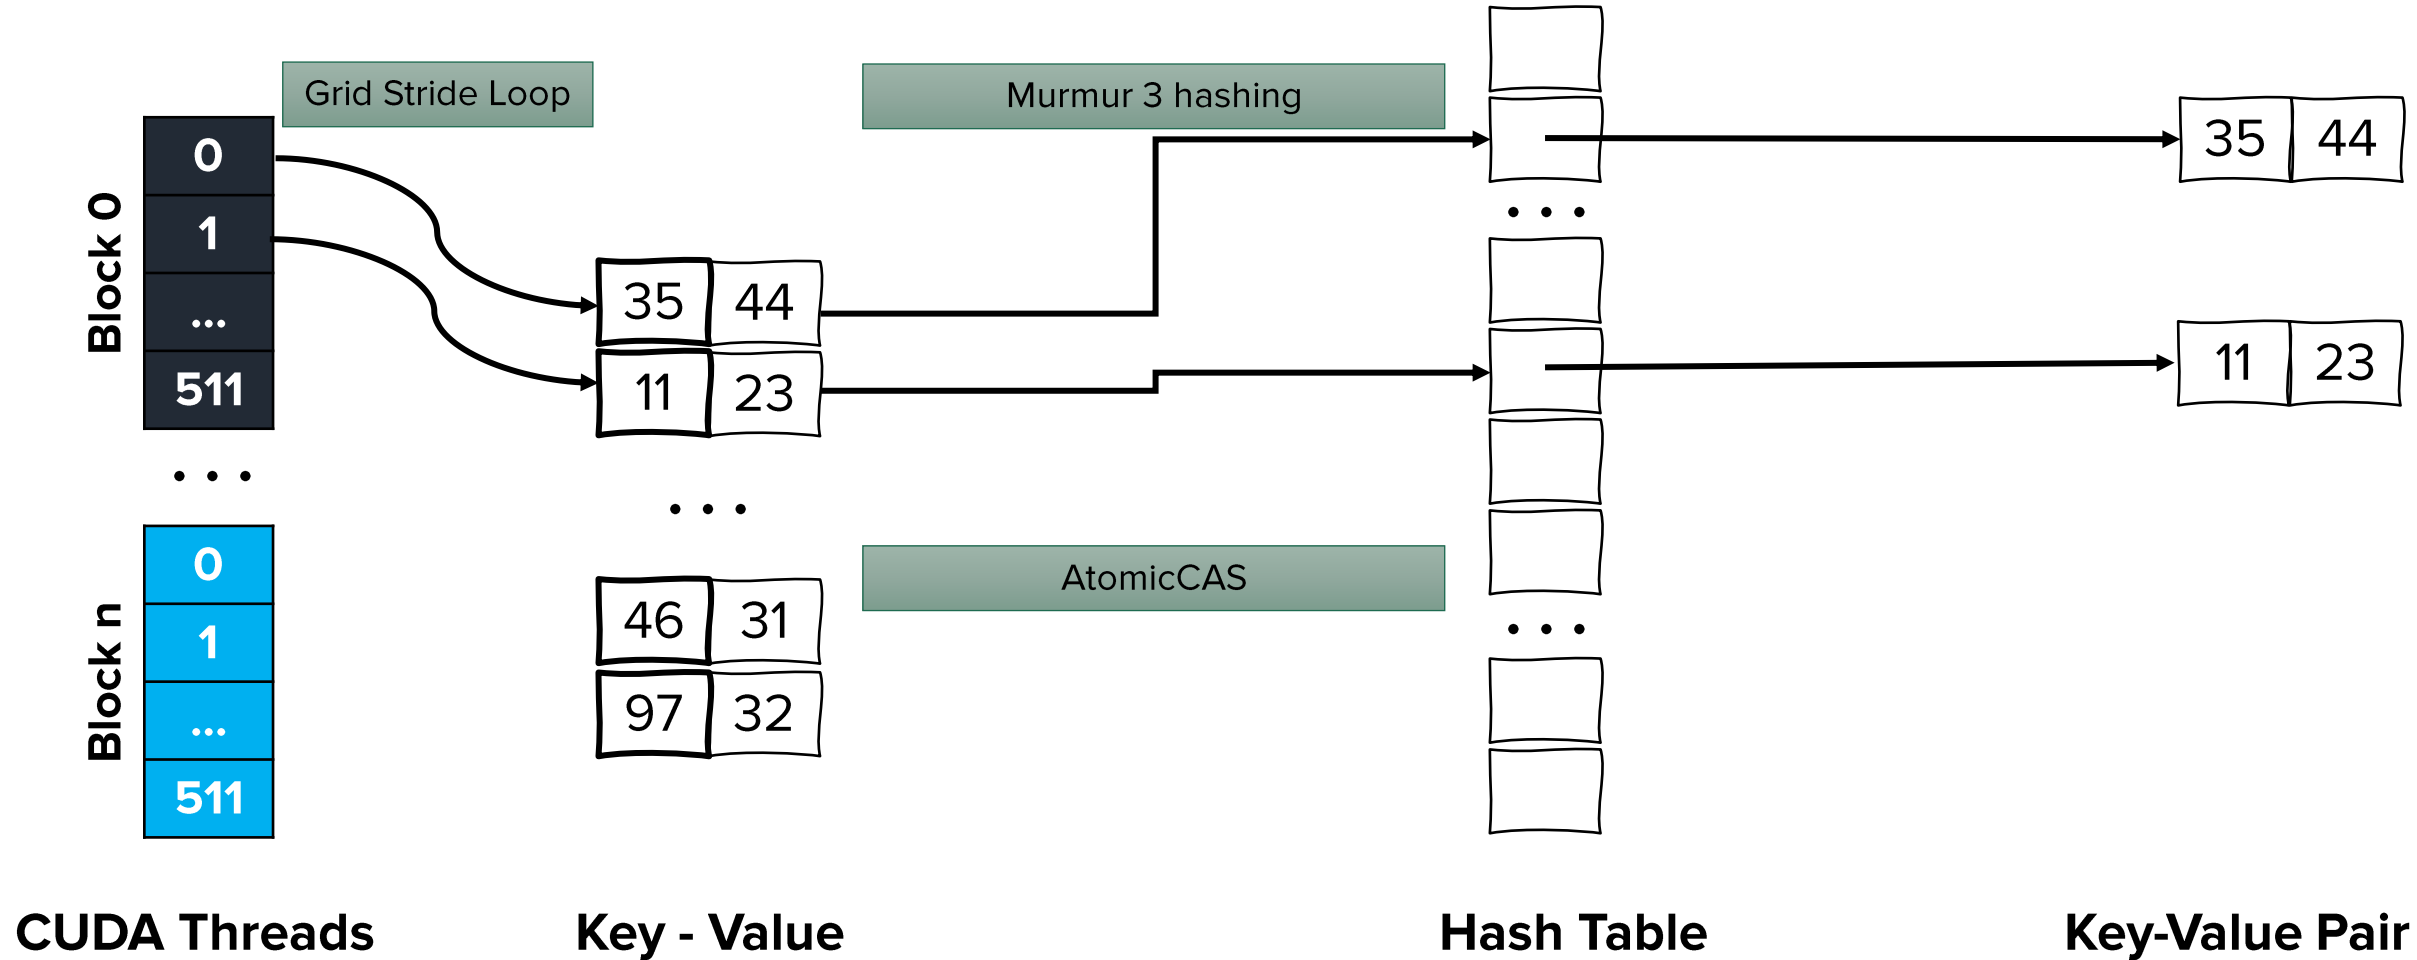 Grid Stride Loop
Murmur 3 hashing
Block 0
0
1
...
511
35 44
11 23
35 44
11 23
Block n
0
1
...
511
46 31
97 32
AtomicCAS
CUDA Threads
Key - Value
Hash Table
Key-Value Pair